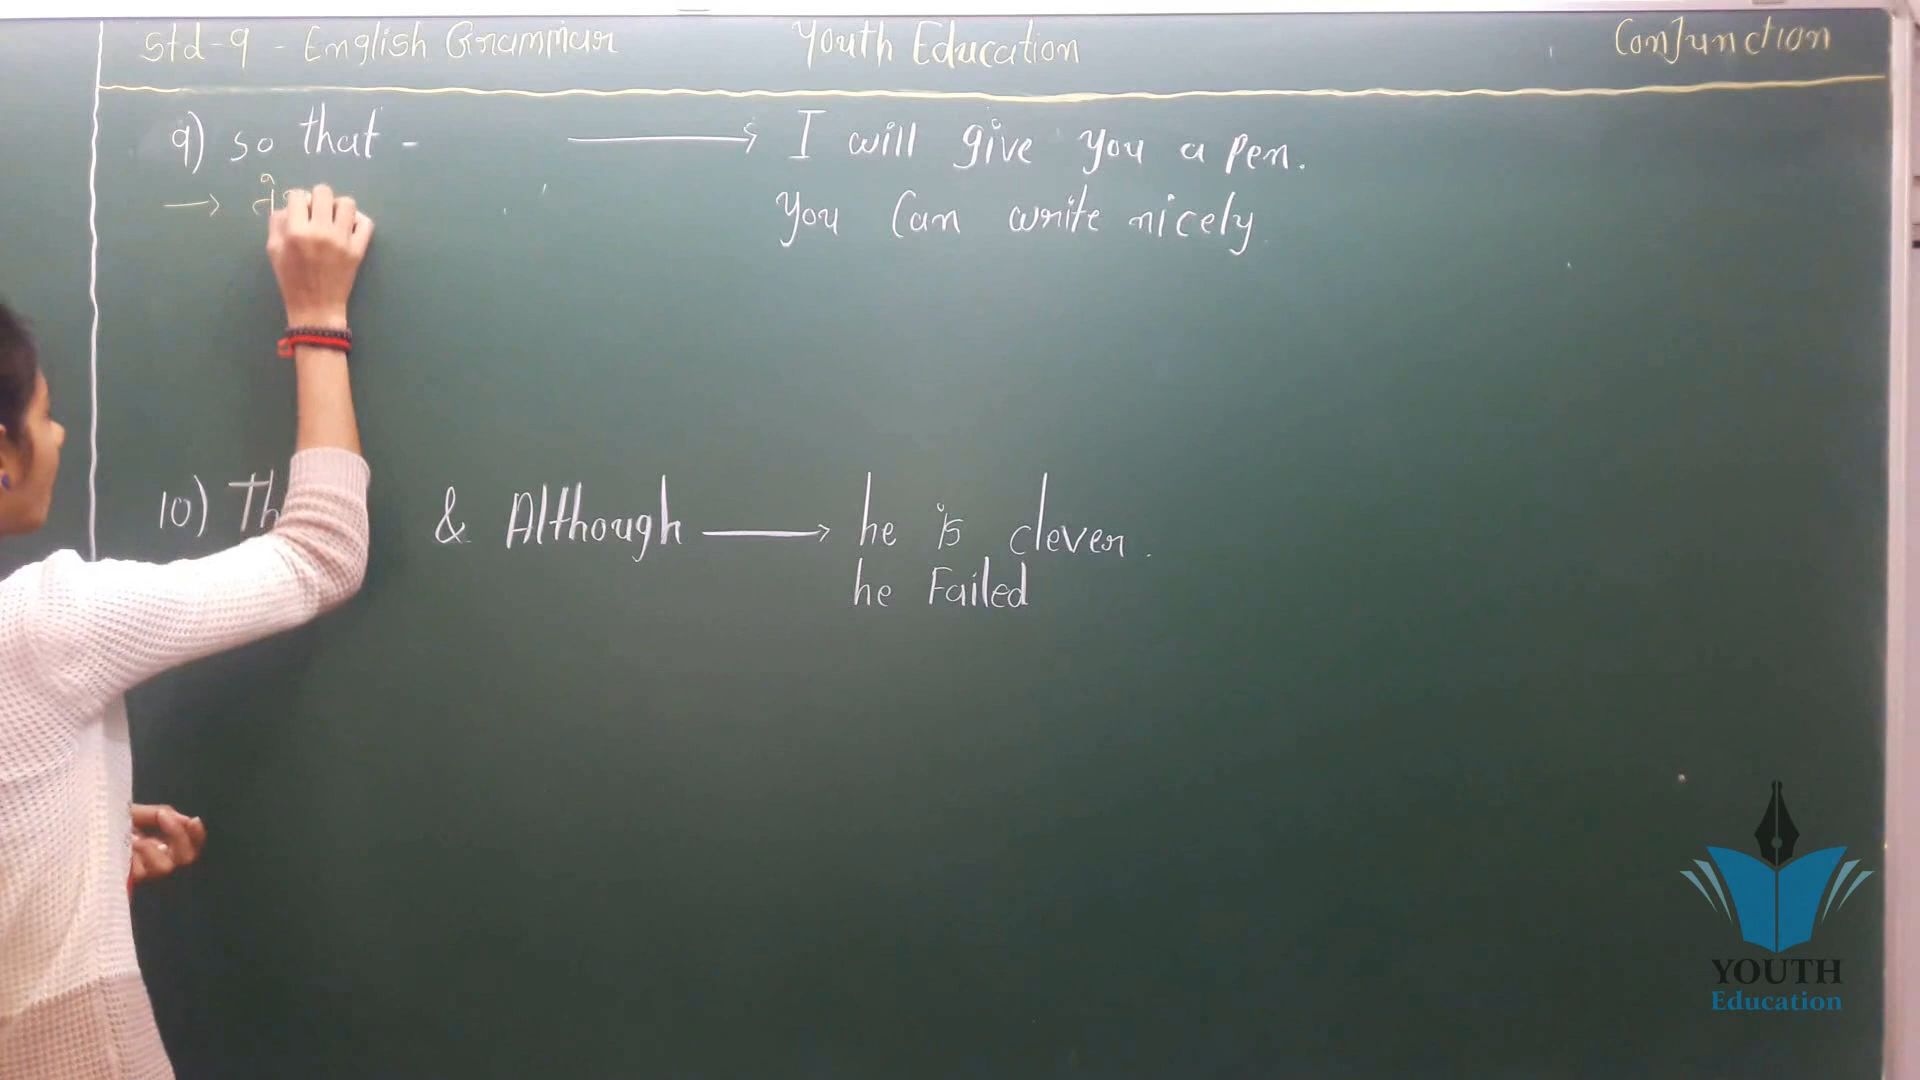 Std-9 - English Grammar Youth Education Conjunction
9) so that - → I will give you a pen.
→
you can write nicely.
10) & Although → he is clever.
he Failed
YOUTH
Education